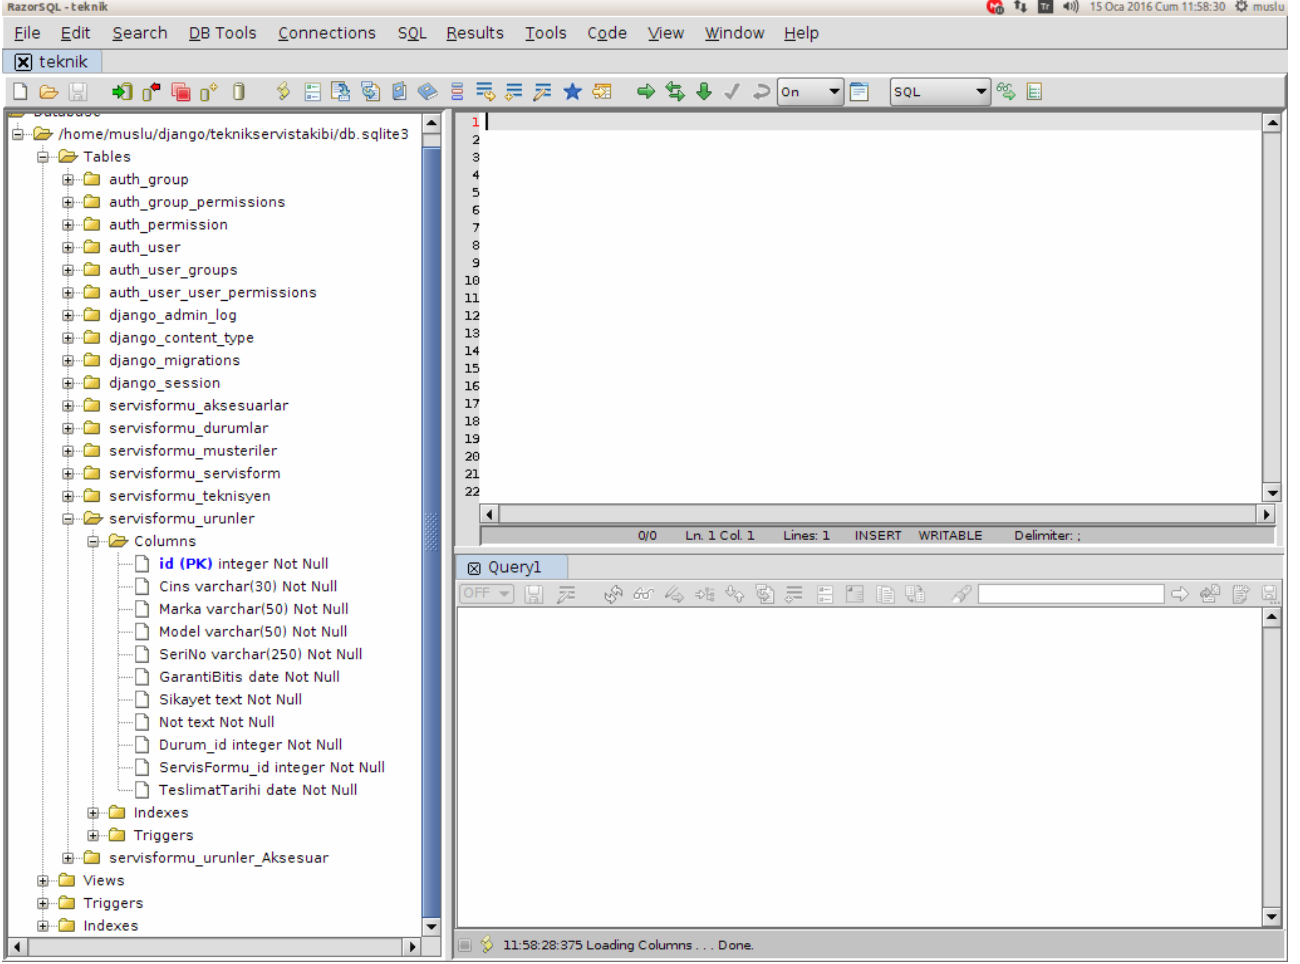 RazorSQL - teknik
Tr 15 Oca 2016 Cum 11:58:30 muslu
File Edit Search DB Tools Connections SQL Results Tools Code View Window Help
teknik
On SQL
Database
/home/muslu/django/teknikservistakibi/db.sqlite3
Tables
auth_group
auth_group_permissions
auth_permission
auth_user
auth_user_groups
auth_user_user_permissions
django_admin_log
django_content_type
django_migrations
django_session
servisformu_aksesuarlar
servisformu_durumlar
servisformu_musteriler
servisformu_servisform
servisformu_teknisyen
servisformu_urunler
Columns
id (PK) integer Not Null
Cins varchar(30) Not Null
Marka varchar(50) Not Null
Model varchar(50) Not Null
SeriNo varchar(250) Not Null
GarantiBitis date Not Null
Sikayet text Not Null
Not text Not Null
Durum_id integer Not Null
ServisFormu_id integer Not Null
TeslimatTarihi date Not Null
Indexes
Triggers
servisformu_urunler_Aksesuar
Views
Triggers
Indexes
1
2
3
4
5
6
7
8
9
10
11
12
13
14
15
16
17
18
19
20
21
22
0/0 Ln. 1 Col. 1 Lines: 1 INSERT WRITABLE Delimiter: ;
Query1
OFF
11:58:28:375 Loading Columns . . . Done.